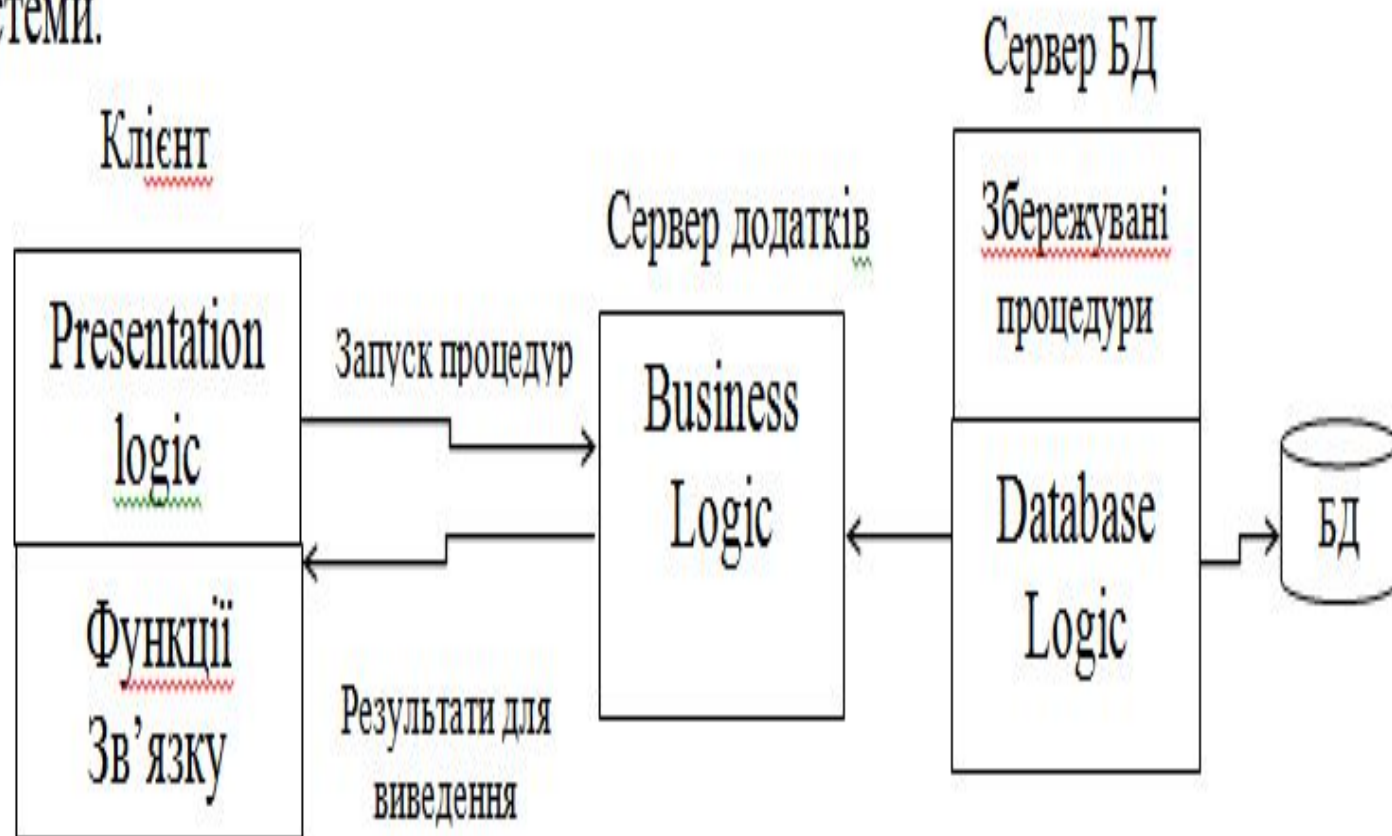 стеми.
Клієнт
Presentation
logic
Функції
Зв’язку
Запуск процедур
Результати для
виведення
Сервер додатків
Business
Logic
Сервер БД
Збережувані
процедури
Database
Logic
БД